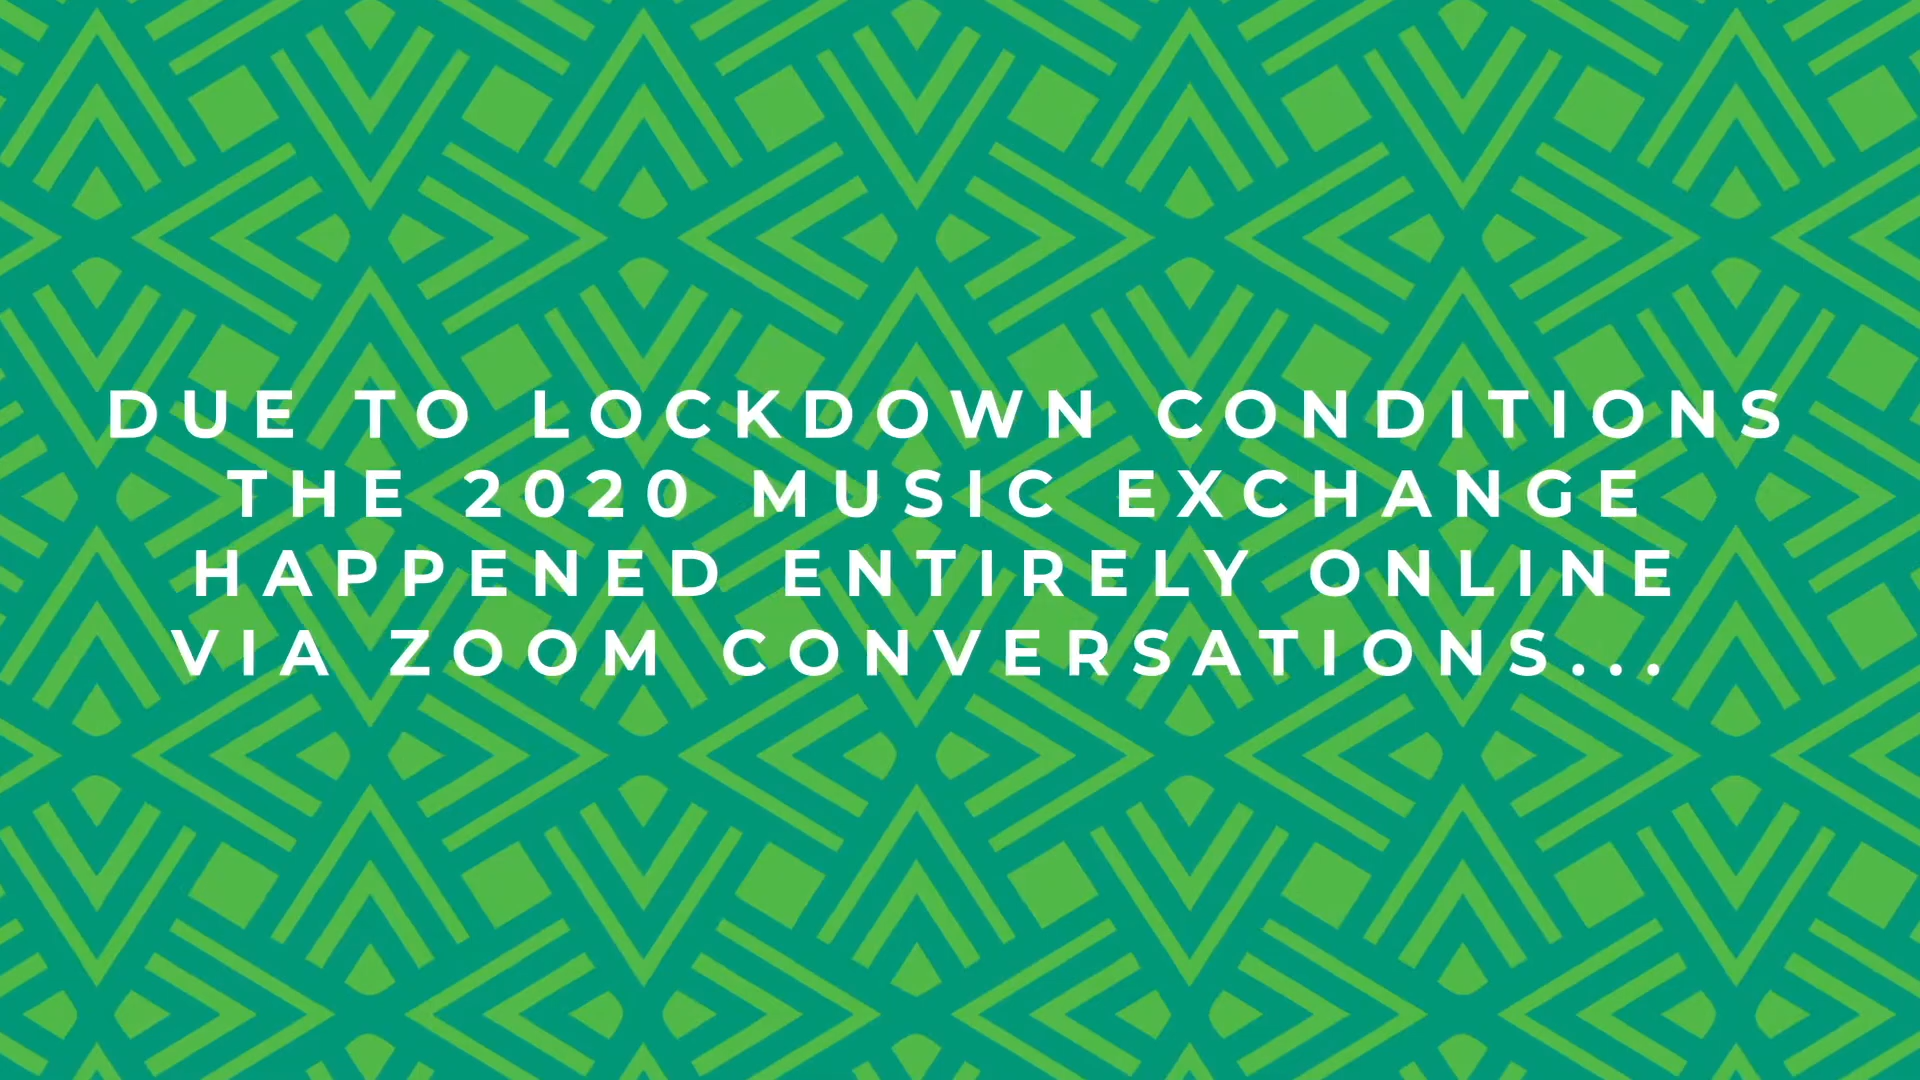 DUE TO LOCKDOWN CONDITIONS
THE 2020 MUSIC EXCHANGE
HAPPENED ENTIRELY ONLINE
VIA ZOOM CONVERSATIONS...